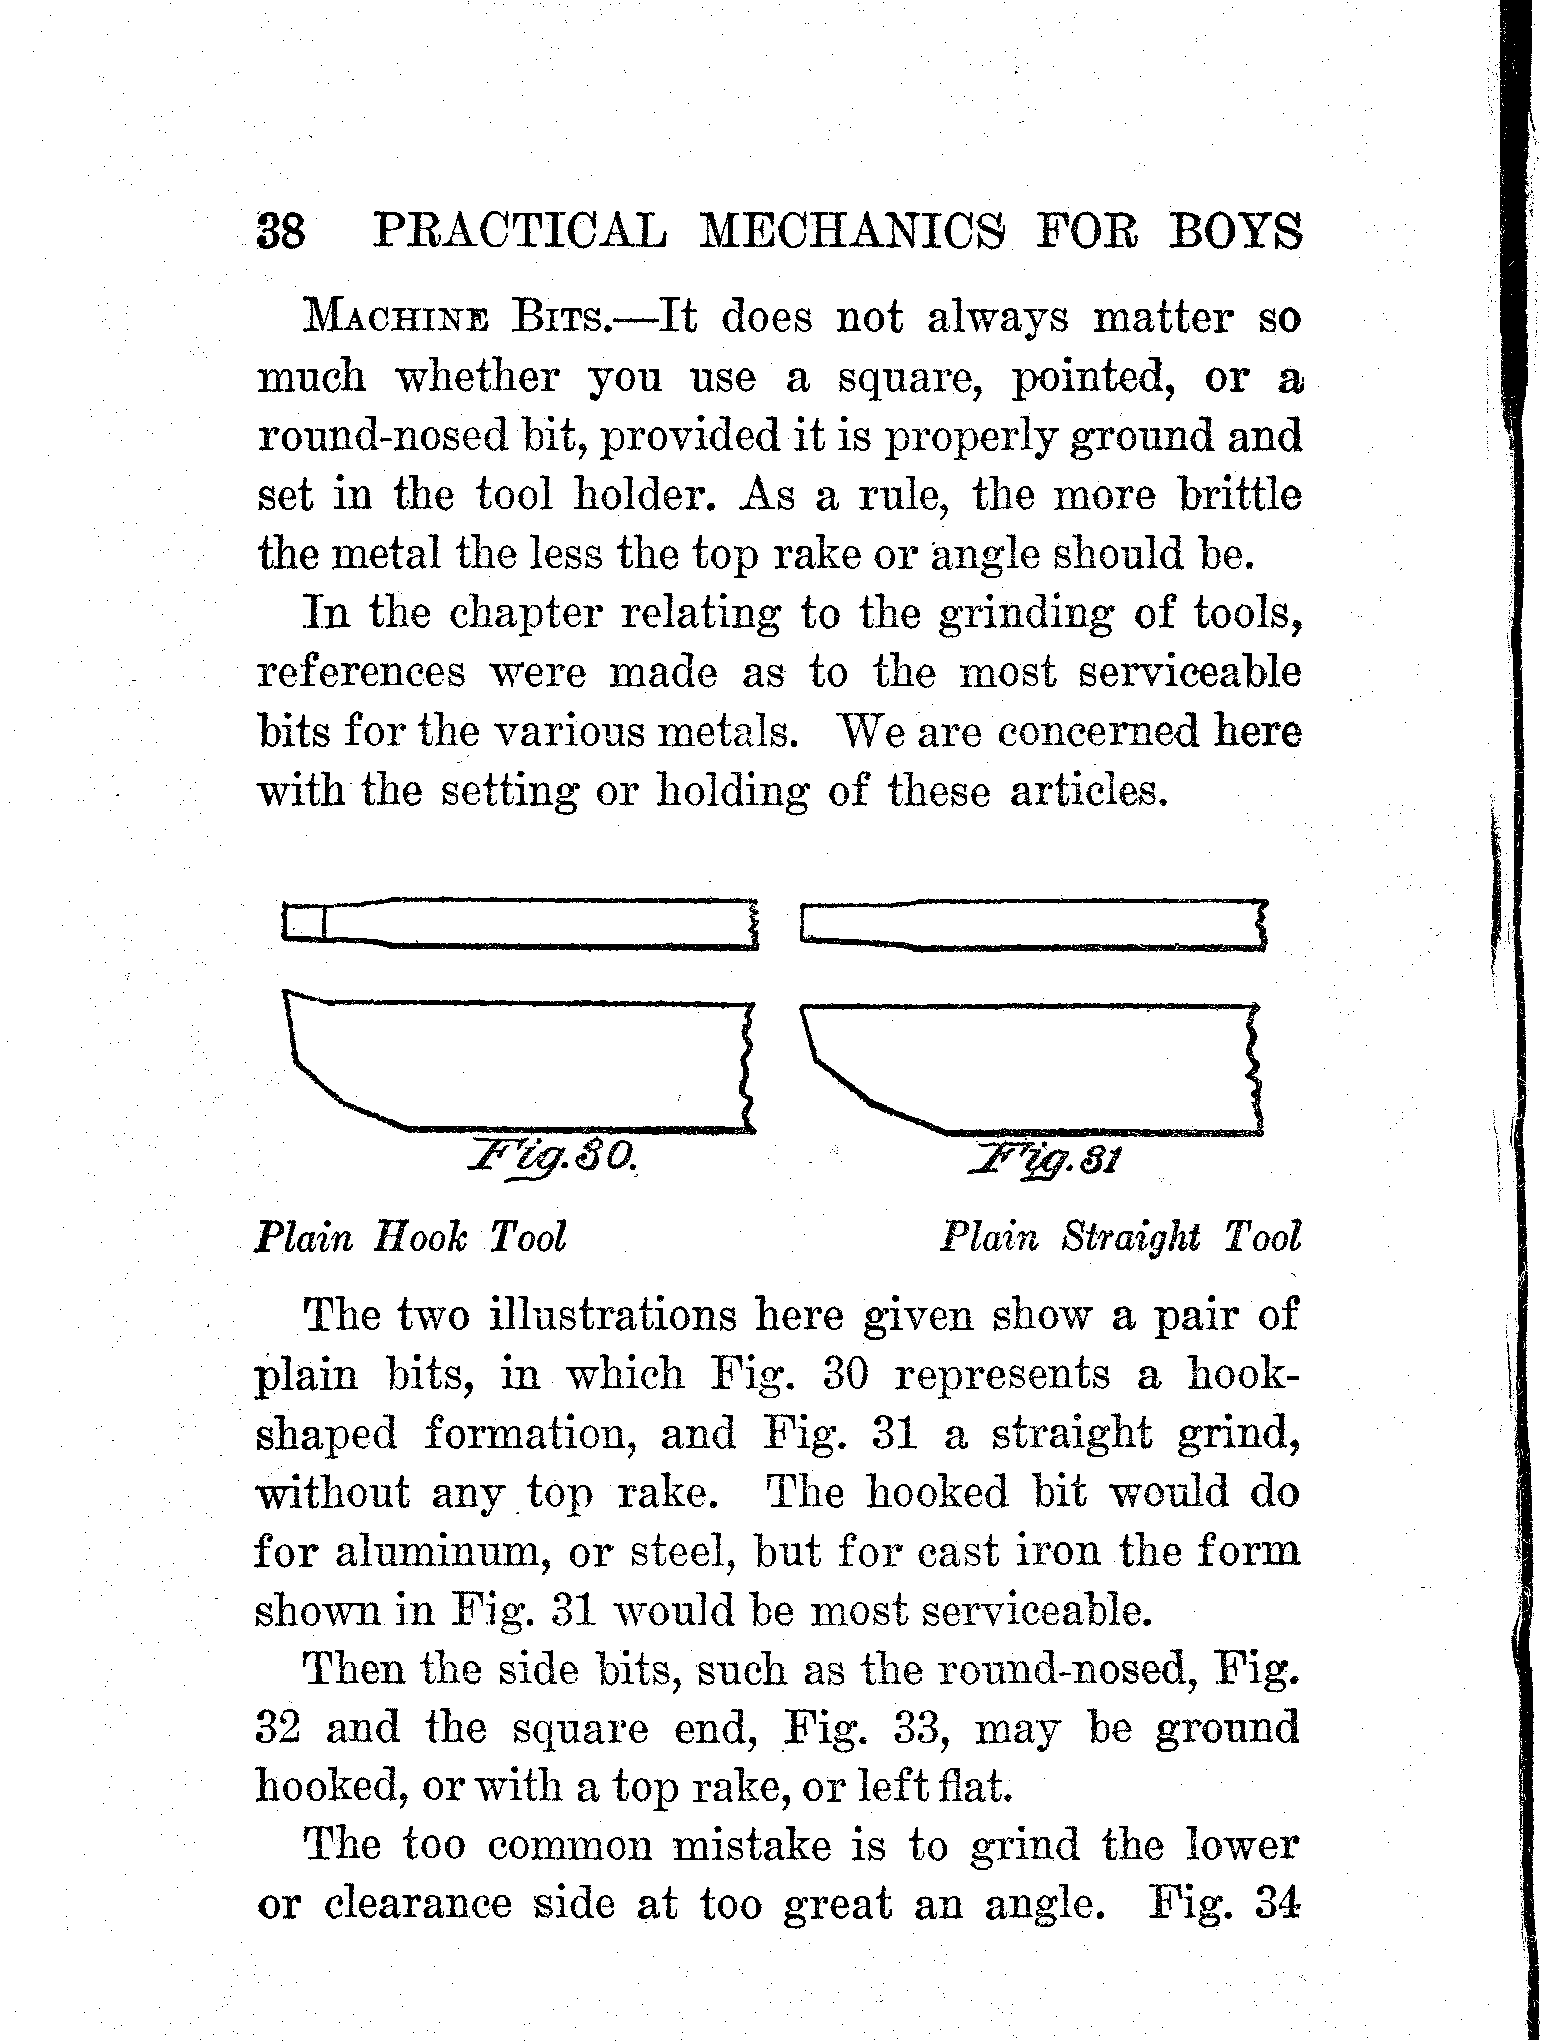 38 PRACTICAL MECHANICS FOR BOYS
MACHINE BITS.—It does not always matter so
much whether you use a square, pointed, or a
round-nosed bit, provided it is properly ground and
set in the tool holder. As a rule, the more brittle
the metal the less the top rake or angle should be.
In the chapter relating to the grinding of tools,
references were made as to the most serviceable
bits for the various metals. We are concerned here
with the setting or holding of these articles.
Fig. 30. Fig. 31
Plain Hook Tool Plain Straight Tool
The two illustrations here given show a pair of
plain bits, in which Fig. 30 represents a hook-
shaped formation, and Fig. 31 a straight grind,
without any top rake. The hooked bit would do
for aluminum, or steel, but for cast iron the form
shown in Fig. 31 would be most serviceable.
Then the side bits, such as the round-nosed, Fig.
32 and the square end, Fig. 33, may be ground
hooked, or with a top rake, or left flat.
The too common mistake is to grind the lower
or clearance side at too great an angle. Fig. 34